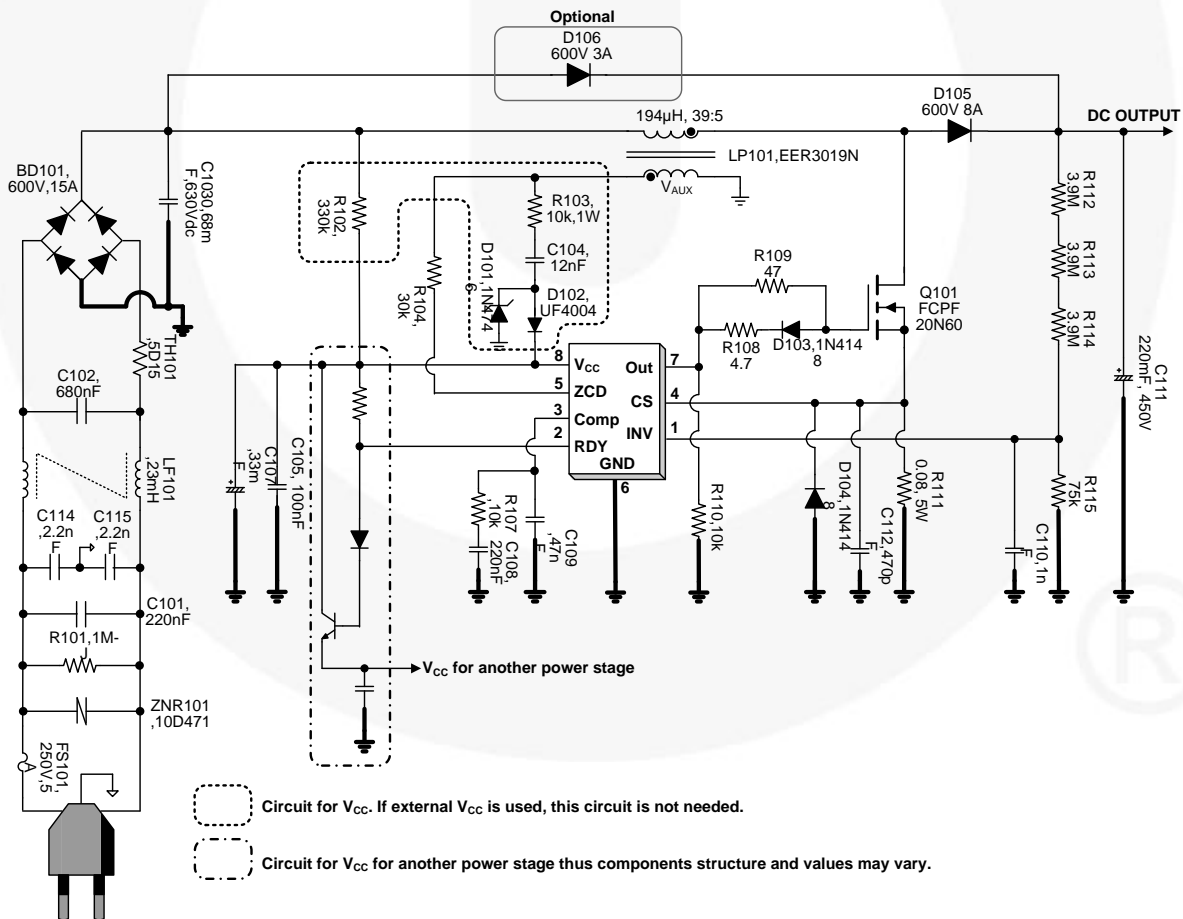 Optional
D106
600V 3A
D105
600V 8A
DC OUTPUT
194µH, 39:5
LP101,EER3019N
VAUX
BD101,
600V,15A
C1030,68m
F,630Vdc
R102,
330k
R103,
10k,1W
C104,
12nF
D101,1N474
6
D102,
UF4004
R104,
30k
R109
47
R108
4.7
D103,1N414
8
Q101
FCPF
20N60
R112
3.9M
R113
3.9M
R114
3.9M
C111
220mF, 450V
TH101
,5D15
C102,
680nF
LF101
,23mH
C114
,2.2n
F
C115
,2.2n
F
C101,
220nF
R101,1M-
J
ZNR101
,10D471
FS101,
250V,5
A
8
VCC
5
ZCD
3
Comp
2
RDY
GND
6
Out
7
CS
4
INV
1
C107
,33m
F
C105, 100nF
R107
,10k
C108,
220nF
C109
,47n
F
R110,10k
D104,1N414
8
C112,470p
F
R111
0.08, 5W
C110,1n
F
R115
75k
VCC for another power stage
Circuit for VCC. If external VCC is used, this circuit is not needed.
Circuit for VCC for another power stage thus components structure and values may vary.
®